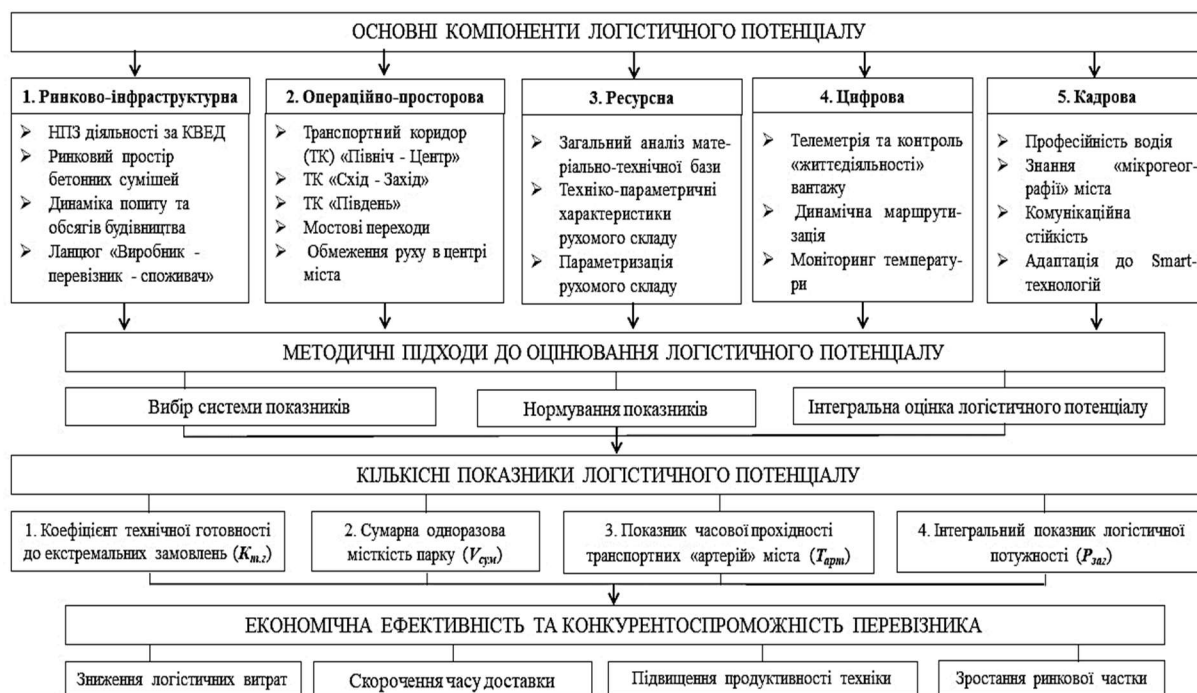 ОСНОВНІ КОМПОНЕНТИ ЛОГІСТИЧНОГО ПОТЕНЦІАЛУ
1. Ринково-інфраструктурна
➢ НПЗ діяльності за КВЕД
➢ Ринковий простір
бетонних сумішей
➢ Динаміка попиту та
обсягів будівництва
➢ Ланцюг «Виробник -
перевізник - споживач»
2. Операційно-просторова
➢ Транспортний коридор
(ТК) «Північ - Центр»
➢ ТК «Схід - Захід»
➢ ТК «Південь»
➢ Мостові переходи
➢ Обмеження руху в центрі
міста
3. Ресурсна
➢ Загальний аналіз мате-
ріально-технічної бази
➢ Техніко-параметричні
характеристики
рухомого складу
➢ Параметризація
рухомого складу
4. Цифрова
➢ Телеметрія та контроль
«життєдіяльності»
вантажу
➢ Динамічна маршрути-
зація
➢ Моніторинг температу-
ри
5. Кадрова
➢ Професійність водія
➢ Знання «мікрогеог-
рафії» міста
➢ Комунікаційна
стійкість
➢ Адаптація до Smart-
технологій
МЕТОДИЧНІ ПІДХОДИ ДО ОЦІНЮВАННЯ ЛОГІСТИЧНОГО ПОТЕНЦІАЛУ
Вибір системи показників
Нормування показників
Інтегральна оцінка логістичного потенціалу
КІЛЬКІСНІ ПОКАЗНИКИ ЛОГІСТИЧНОГО ПОТЕНЦІАЛУ
1. Коефіцієнт технічної готовності
до екстремальних замовлень (Кт.г)
2. Сумарна одноразова
місткість парку (Vсум)
3. Показник часової прохідності
транспортних «артерій» міста (Тарт)
4. Інтегральний показник логістичної
потужності (Рзаг)
ЕКОНОМІЧНА ЕФЕКТИВНІСТЬ ТА КОНКУРЕНТОСПРОМОЖНІСТЬ ПЕРЕВІЗНИКА
Зниження логістичних витрат
Скорочення часу доставки
Підвищення продуктивності техніки
Зростання ринкової частки